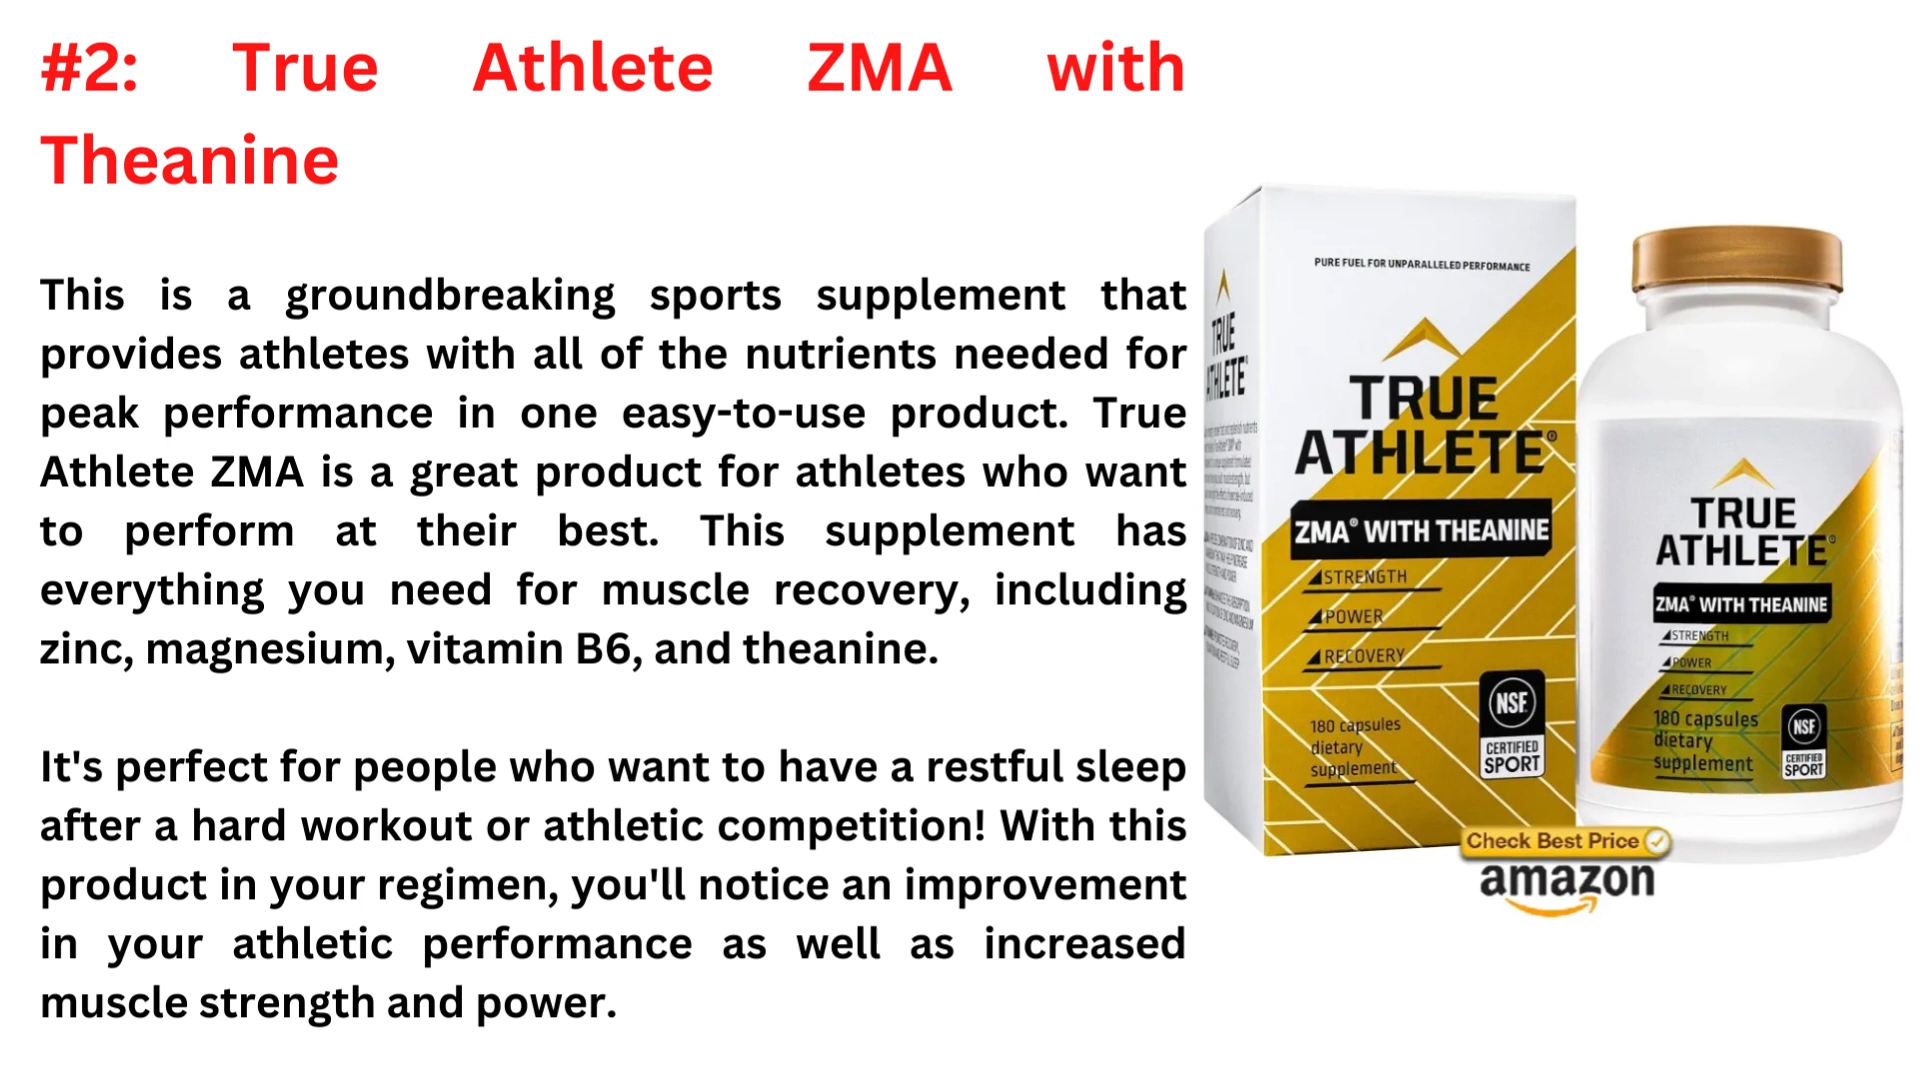 #2: True Athlete ZMA with
Theanine
This is a groundbreaking sports supplement that
provides athletes with all of the nutrients needed for
peak performance in one easy-to-use product. True
Athlete ZMA is a great product for athletes who want
to perform at their best. This supplement has
everything you need for muscle recovery, including
zinc, magnesium, vitamin B6, and theanine.
It's perfect for people who want to have a restful sleep
after a hard workout or athletic competition! With this
product in your regimen, you'll notice an improvement
in your athletic performance as well as increased
muscle strength and power.
TRUE
ATHLETE
PURE FUEL FOR UNPARALLELED PERFORMANCE
TRUE
ATHLETE®
ZMA® WITH THEANINE
STRENGTH
POWER
RECOVERY
180 capsules
dietary
supplement
NSF
CERTIFIED
SPORT
TRUE
ATHLETE®
ZMA® WITH THEANINE
STRENGTH
POWER
RECOVERY
180 capsules
dietary
supplement
NSF
CERTIFIED
SPORT
Check Best Price
amazon